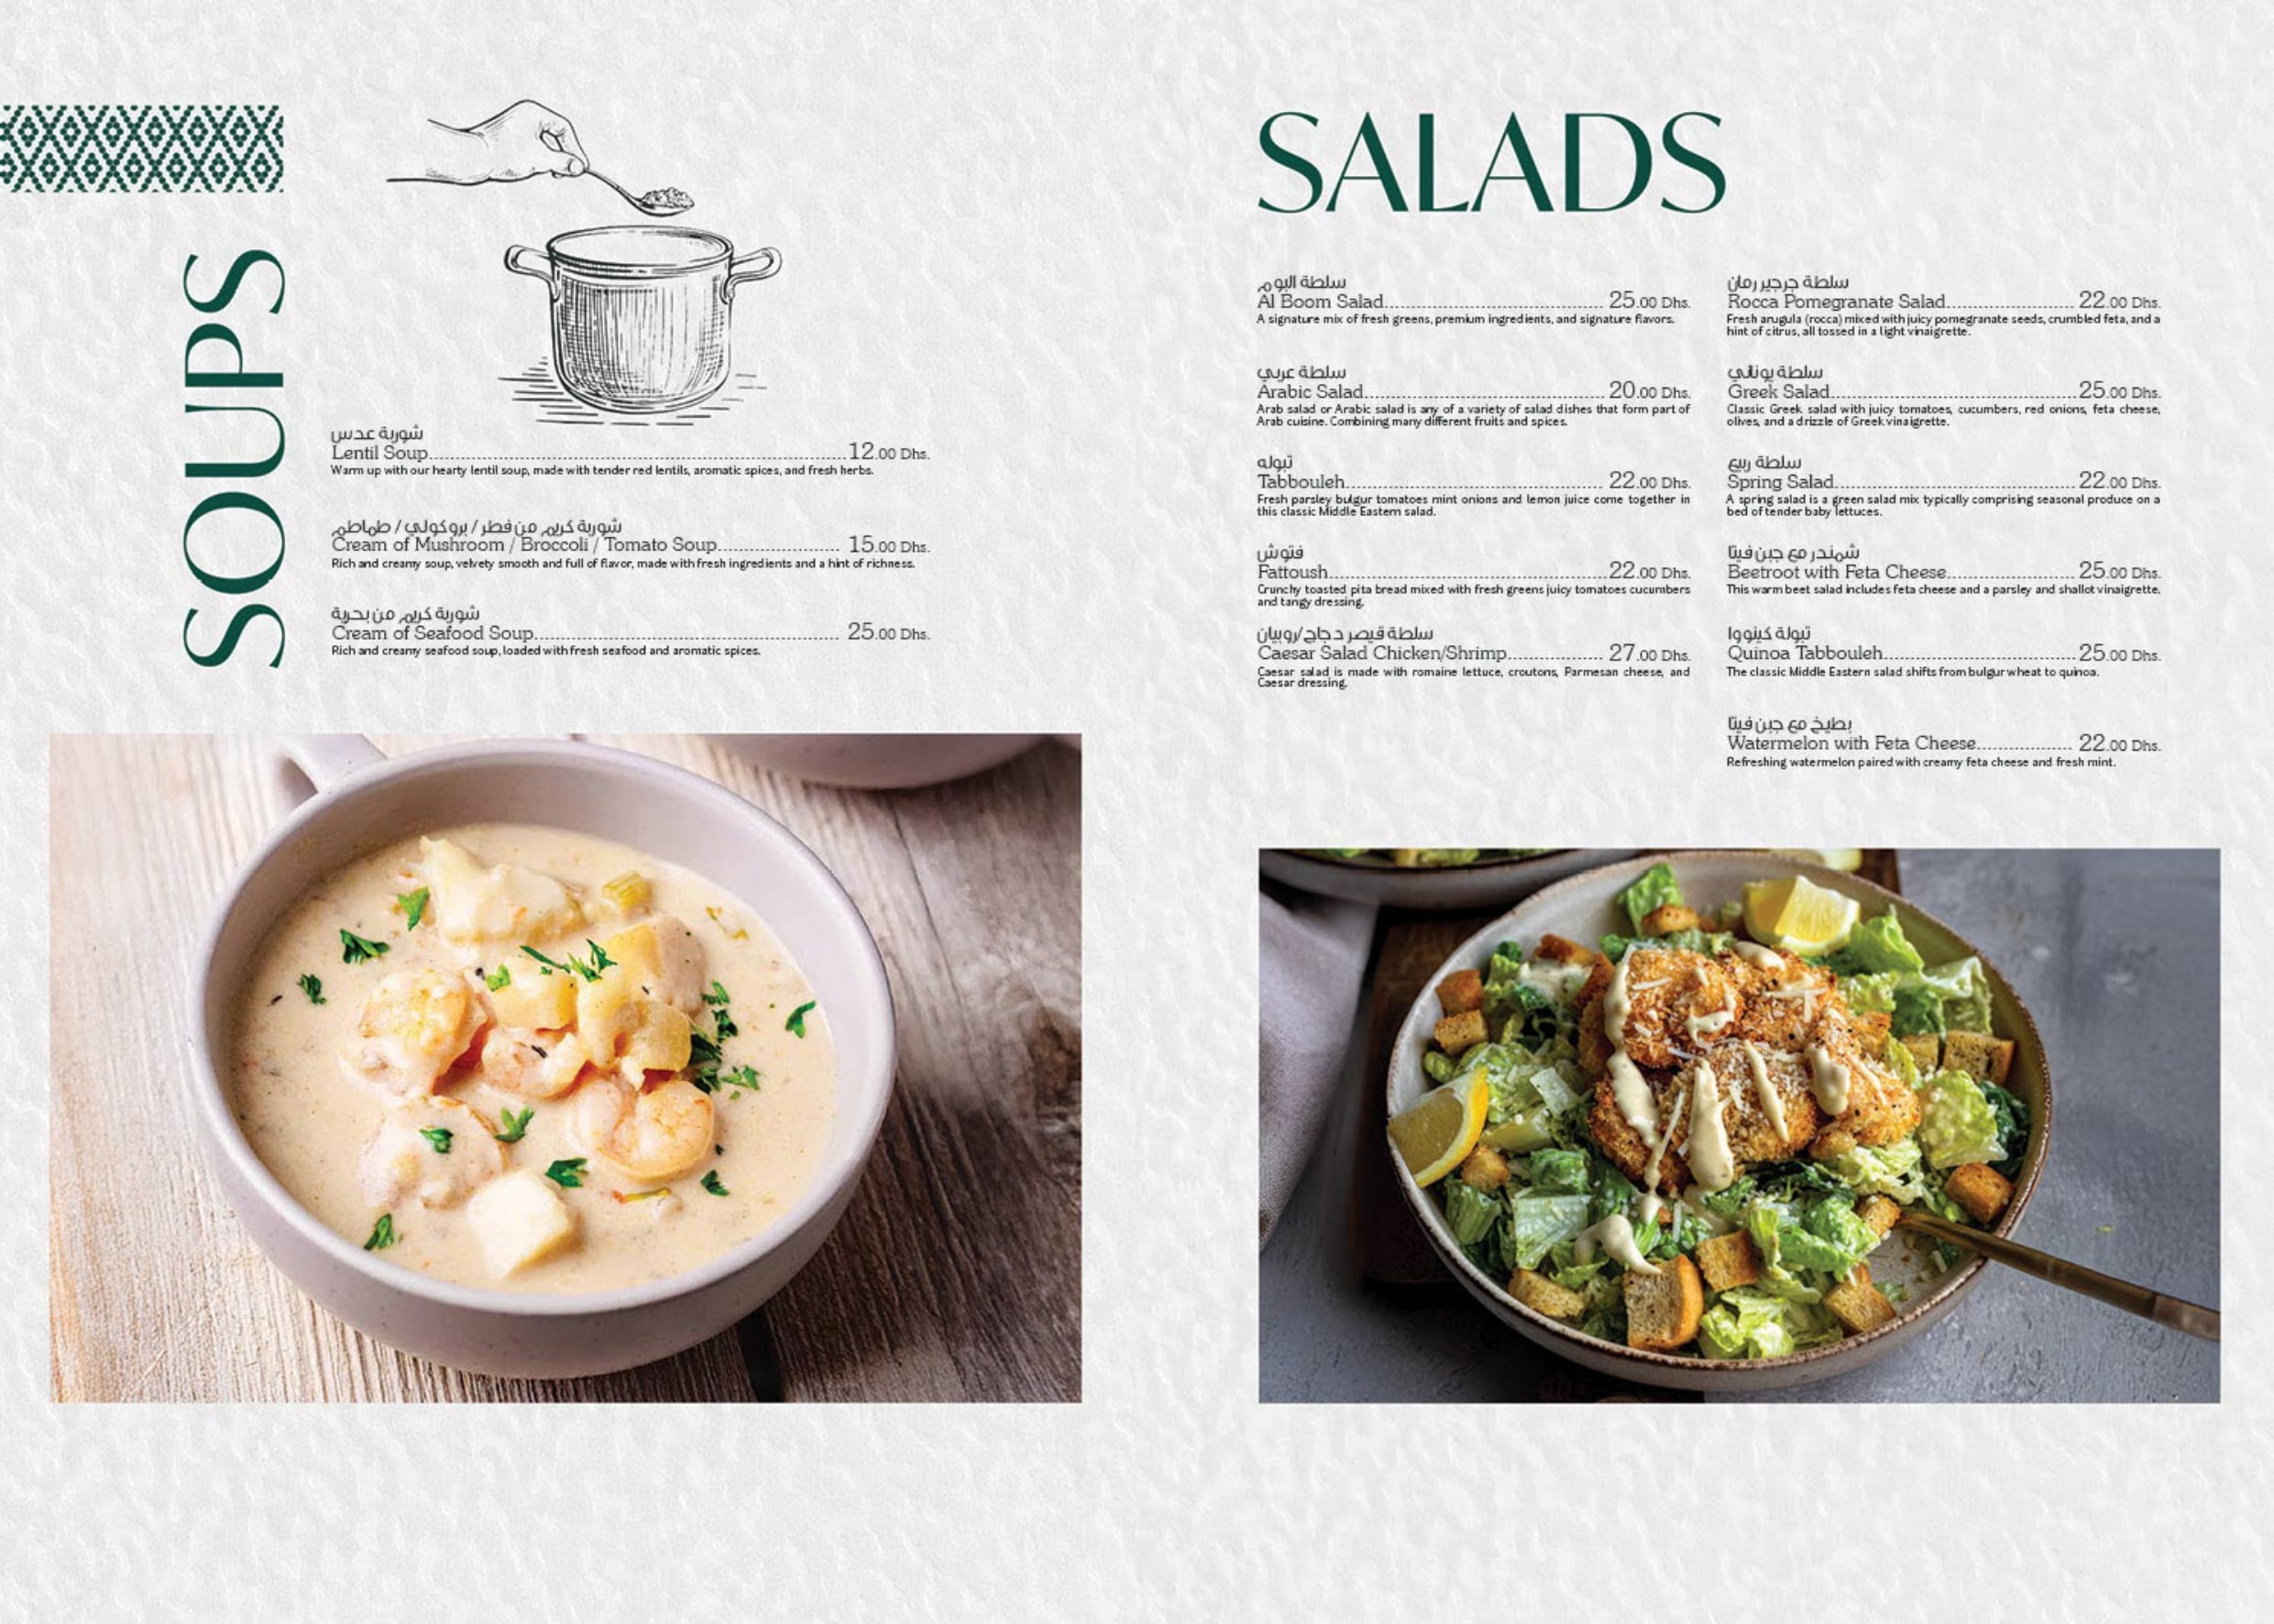 SOUPS
شوربة عدس
Lentil Soup 12.00 Dhs.
Warm up with our hearty lentil soup, made with tender red lentils, aromatic spices, and fresh herbs.
شوربة كريم من فطر / بروكولي / طماطم
Cream of Mushroom / Broccoli / Tomato Soup 15.00 Dhs.
Rich and creamy soup, velvety smooth and full of flavor, made with fresh ingredients and a hint of richness.
شوربة كريم من بحرية
Cream of Seafood Soup 25.00 Dhs.
Rich and creamy seafood soup, loaded with fresh seafood and aromatic spices.
SALADS
سلطة البوم
Al Boom Salad 25.00 Dhs.
A signature mix of fresh greens, premium ingredients, and signature flavors.
سلطة عربي
Arabic Salad 20.00 Dhs.
Arab salad or Arabic salad is any of a variety of salad dishes that form part of
Arab cuisine. Combining many different fruits and spices.
تبوله
Tabbouleh 22.00 Dhs.
Fresh parsley bulgur tomatoes mint onions and lemon juice come together in
this classic Middle Eastern salad.
فتوش
Fattoush 22.00 Dhs.
Crunchy toasted pita bread mixed with fresh greens juicy tomatoes cucumbers
and tangy dressing.
سلطة قيصر دجاج/روبيان
Caesar Salad Chicken/Shrimp 27.00 Dhs.
Caesar salad is made with romaine lettuce, croutons, Parmesan cheese, and
Caesar dressing.
سلطة جرجير رمان
Rocca Pomegranate Salad 22.00 Dhs.
Fresh arugula (rocca) mixed with juicy pomegranate seeds, crumbled feta, and a
hint of citrus, all tossed in a light vinaigrette.
سلطة يوناني
Greek Salad 25.00 Dhs.
Classic Greek salad with juicy tomatoes, cucumbers, red onions, feta cheese,
olives, and a drizzle of Greek vinaigrette.
سلطة ربيع
Spring Salad 22.00 Dhs.
A spring salad is a green salad mix typically comprising seasonal produce on a
bed of tender baby lettuces.
شمندر مع جبن فيتا
Beetroot with Feta Cheese 25.00 Dhs.
This warm beet salad includes feta cheese and a parsley and shallot vinaigrette.
تبولة كينووا
Quinoa Tabbouleh 25.00 Dhs.
The classic Middle Eastern salad shifts from bulgur wheat to quinoa.
بطيخ مع جبن فيتا
Watermelon with Feta Cheese 22.00 Dhs.
Refreshing watermelon paired with creamy feta cheese and fresh mint.